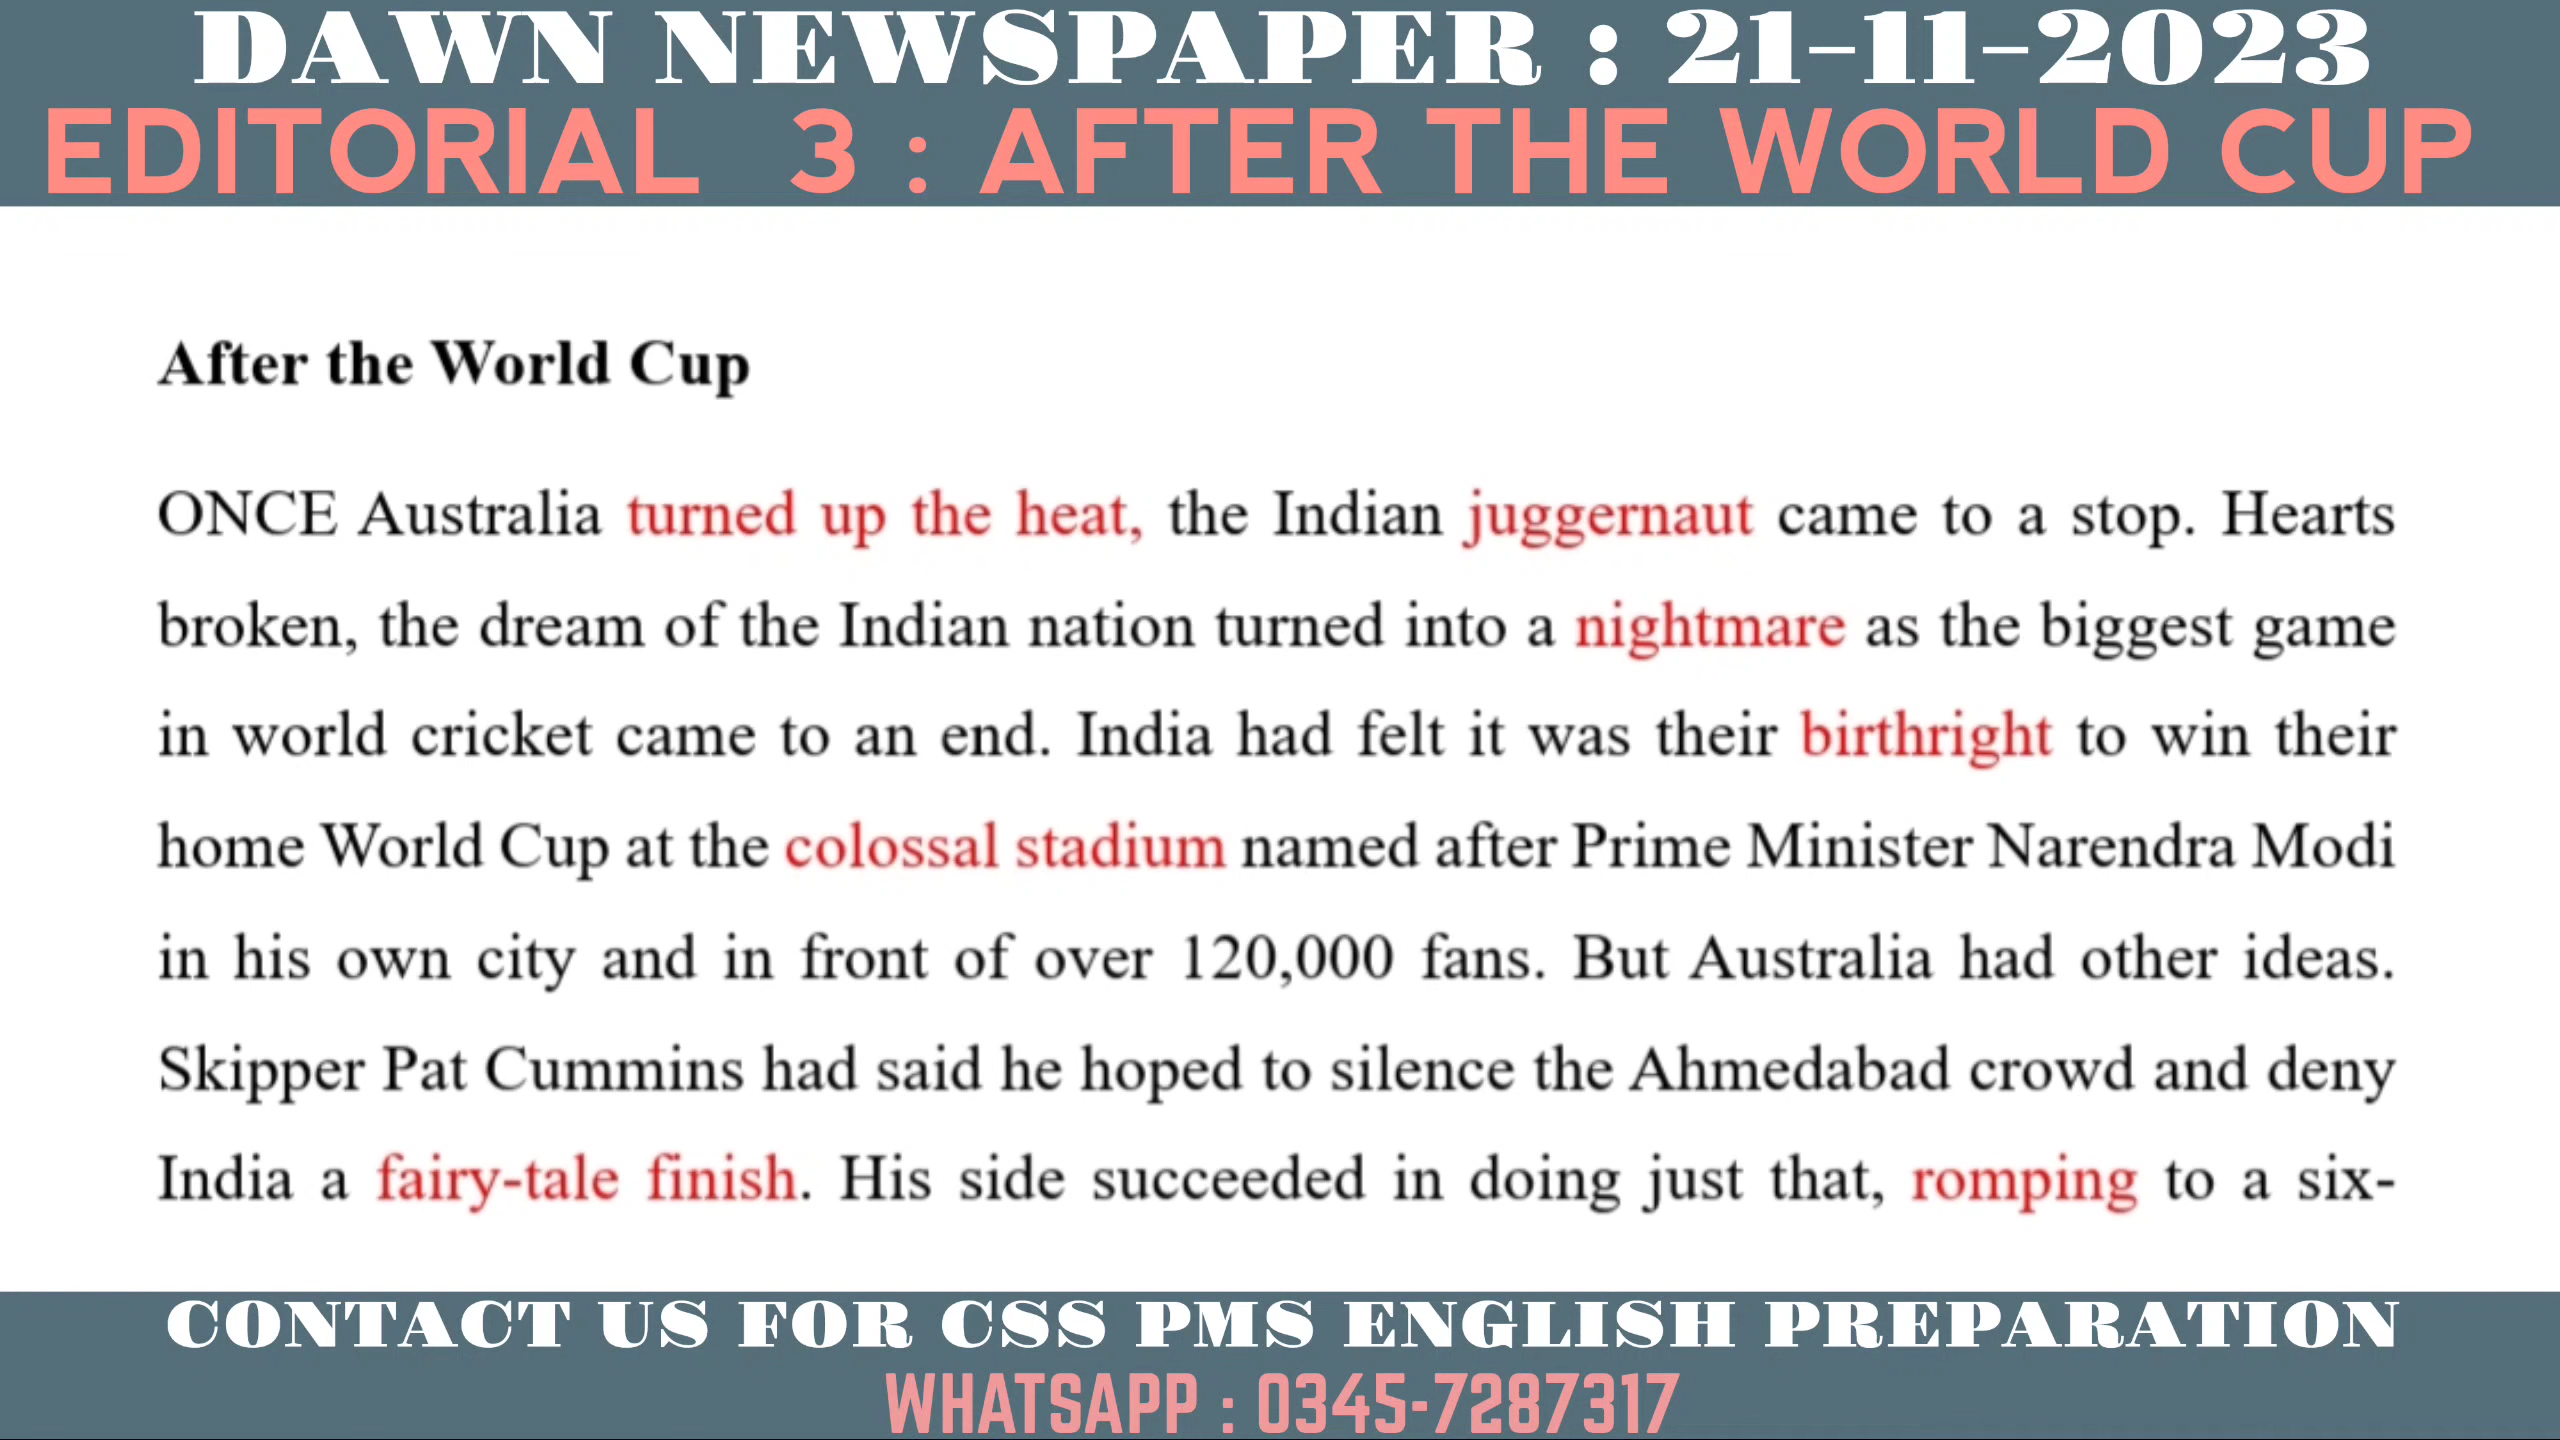 DAWN NEWSPAPER : 21-11-2023
EDITORIAL 3 : AFTER THE WORLD CUP
After the World Cup
ONCE Australia turned up the heat, the Indian juggernaut came to a stop. Hearts
broken, the dream of the Indian nation turned into a nightmare as the biggest game
in world cricket came to an end. India had felt it was their birthright to win their
home World Cup at the colossal stadium named after Prime Minister Narendra Modi
in his own city and in front of over 120,000 fans. But Australia had other ideas.
Skipper Pat Cummins had said he hoped to silence the Ahmedabad crowd and deny
India a fairy-tale finish. His side succeeded in doing just that, romping to a six-
CONTACT US FOR CSS PMS ENGLISH PREPARATION
WHATSAPP : 0345-7287317